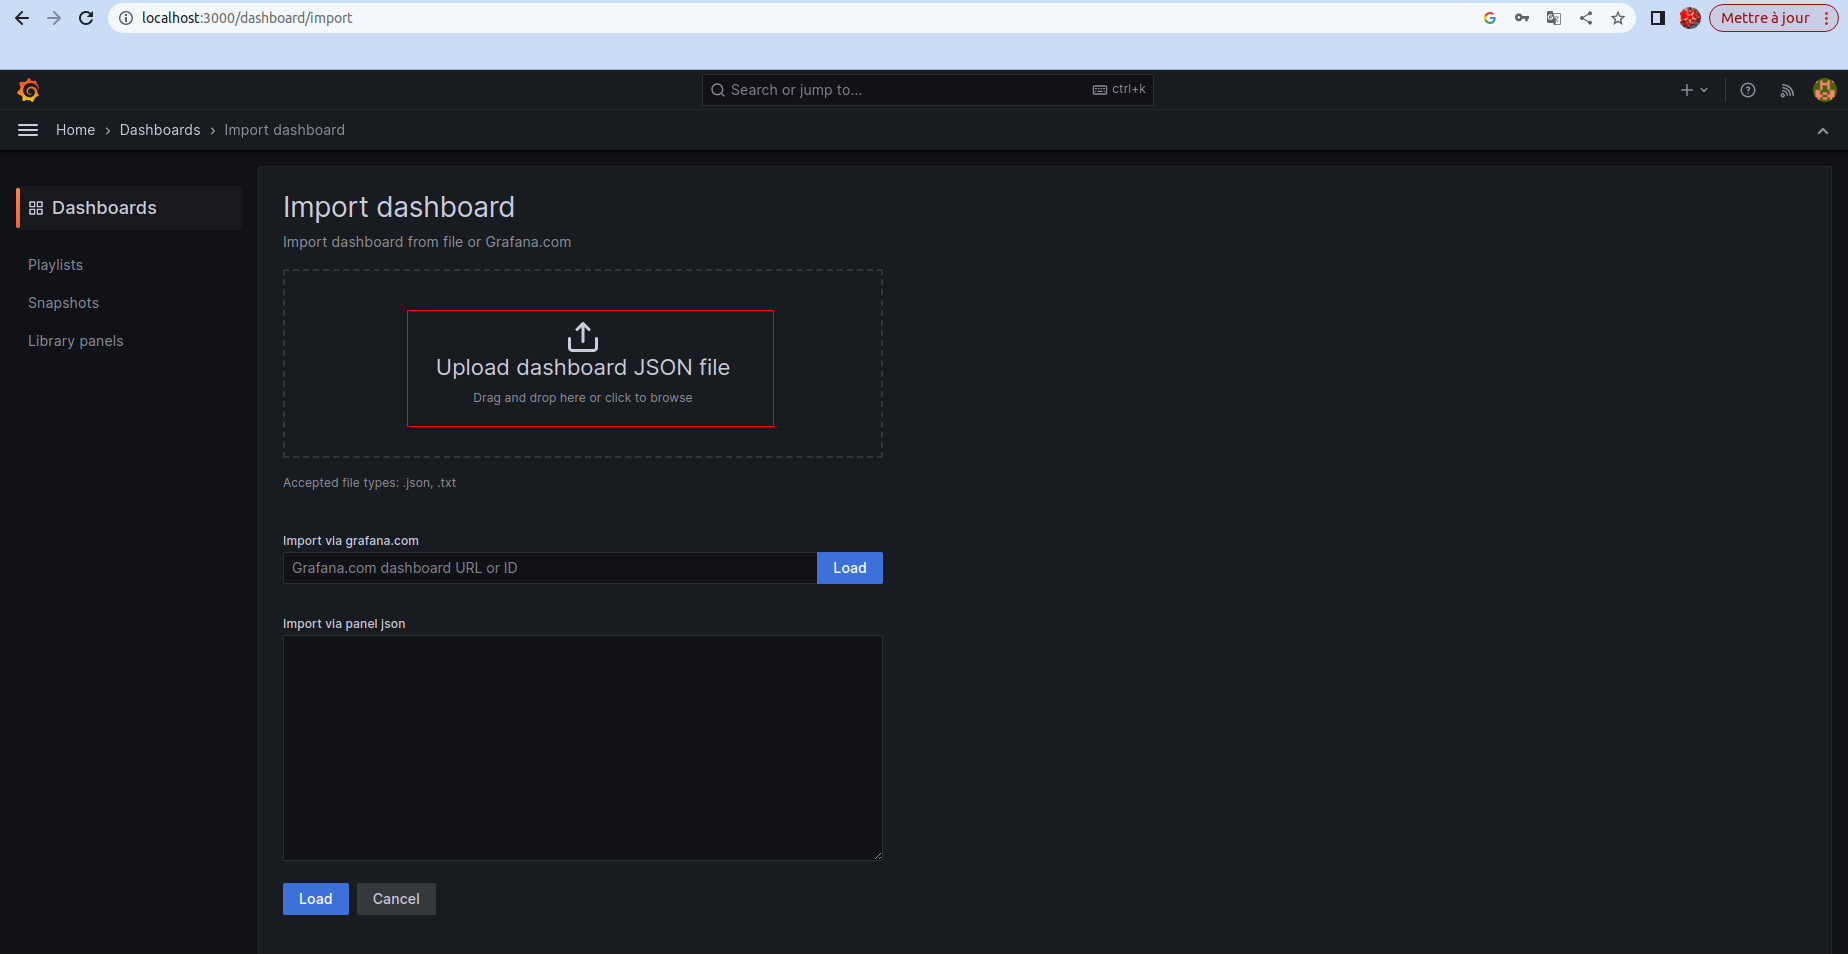 localhost:3000/dashboard/import
Mettre à jour
Search or jump to...
ctrl+k
Home › Dashboards › Import dashboard
Dashboards
Playlists
Snapshots
Library panels
Import dashboard
Import dashboard from file or Grafana.com
Upload dashboard JSON file
Drag and drop here or click to browse
Accepted file types: .json, .txt
Import via grafana.com
Grafana.com dashboard URL or ID
Load
Import via panel json
Load
Cancel